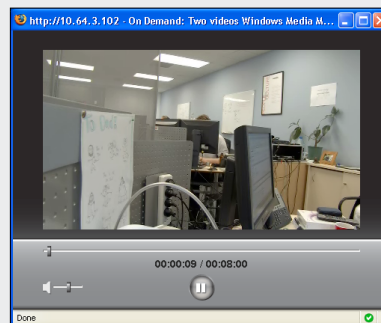 http://10.64.3.102 - On Demand: Two videos Windows Media M...
00:00:09 / 00:08:00
Done